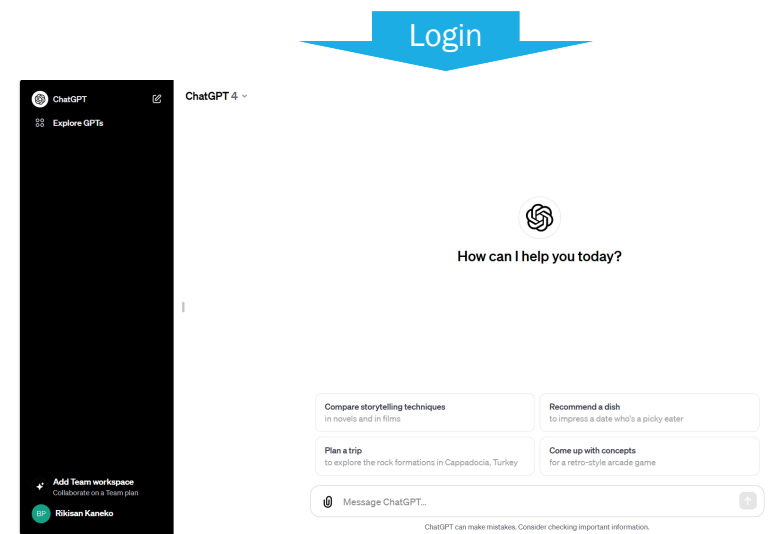 Login
ChatGPT
Explore GPTs
ChatGPT 4
How can I help you today?
Compare storytelling techniques
in novels and in films
Recommend a dish
to impress a date who's a picky eater
Plan a trip
to explore the rock formations in Cappadocia, Turkey
Come up with concepts
for a retro-style arcade game
Add Team workspace
Collaborate on a Team plan
BP Rikisan Kaneko
Message ChatGPT...
ChatGPT can make mistakes. Consider checking important information.